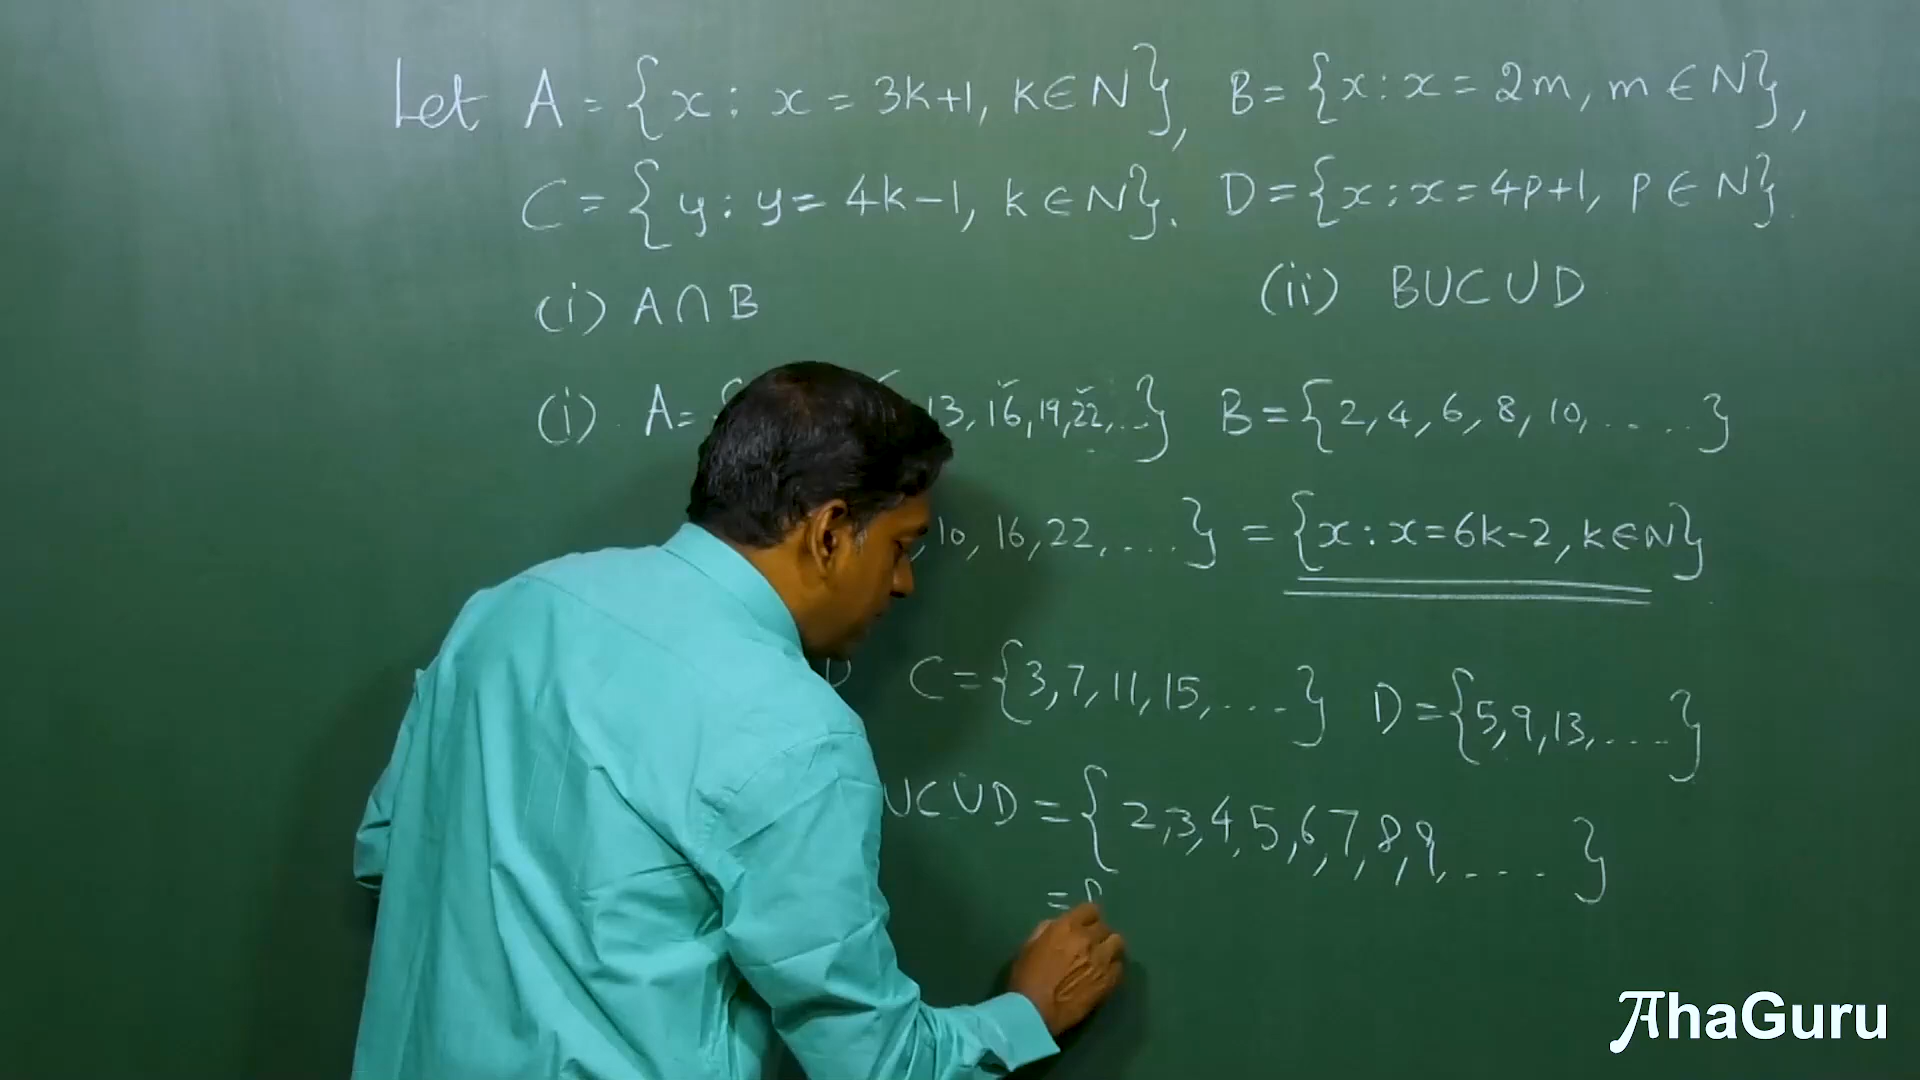 Let A = {x : x = 3k+1, k∈N}, B = {x : x = 2m, m∈N},
C = {y : y = 4k-1, k∈N}. D = {x : x = 4p+1, p∈N}.
(i) A∩B (ii) B∪C∪D
(i) A = { 13, 16, 19, 22, ...} B = {2, 4, 6, 8, 10, .....}
, 10, 16, 22, ....} = {x : x = 6k-2, k∈N}
D C = {3, 7, 11, 15, ....} D = {5, 9, 13, ....}
∪C∪D = {2, 3, 4, 5, 6, 7, 8, 9, .... }
= {
AhaGuru